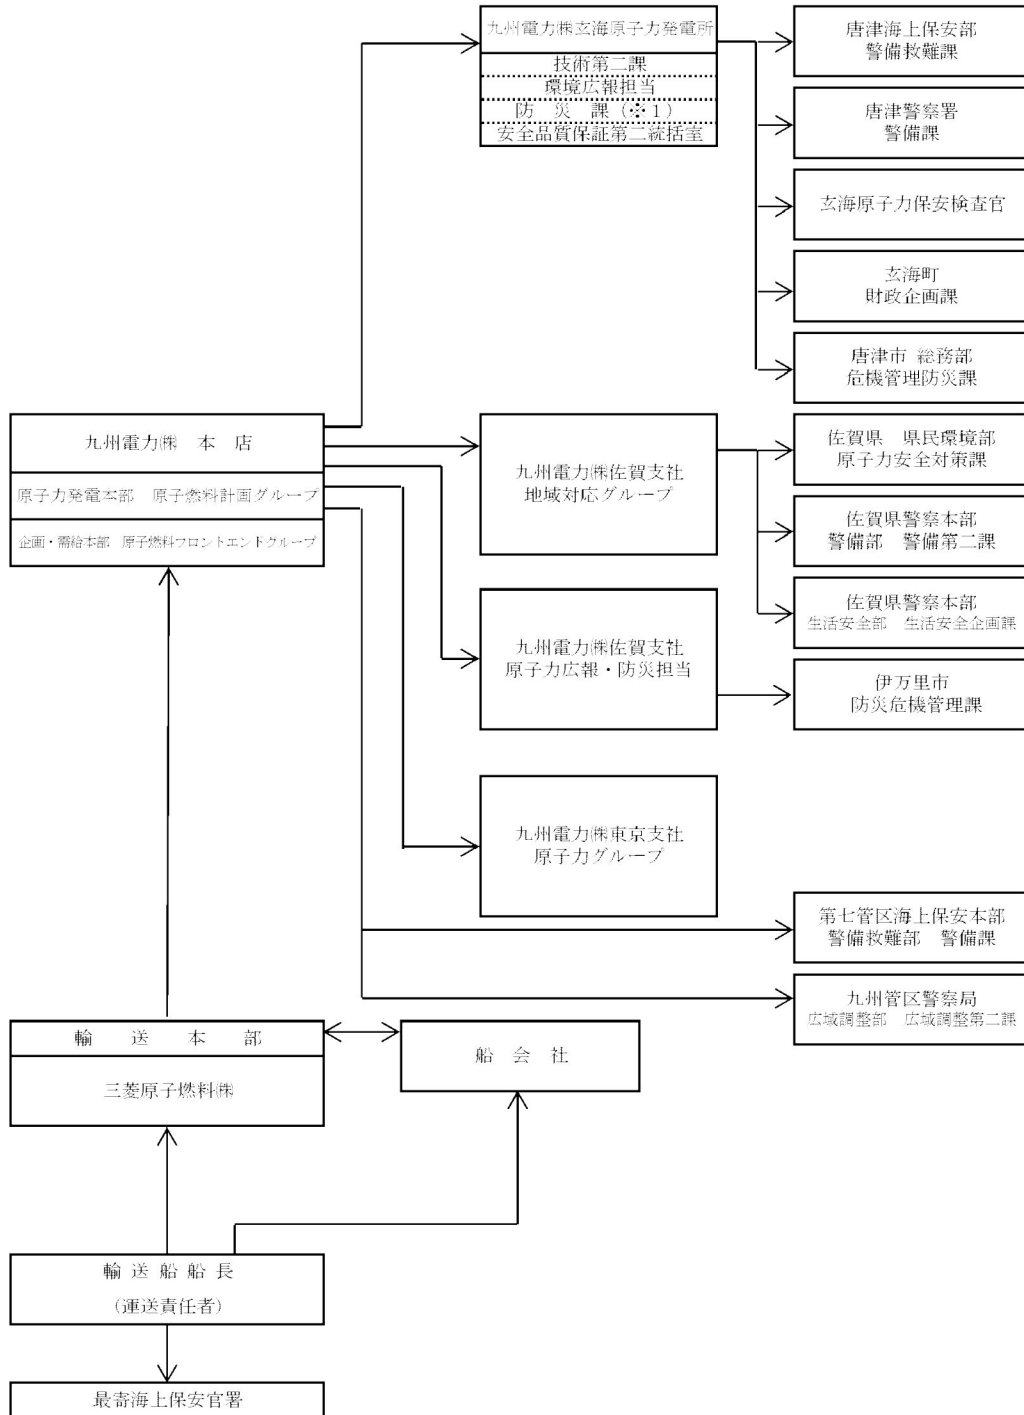 九州電力㈱玄海原子力発電所
技術第二課
環境広報担当
防 災 課(※1)
安全品質保証第二統括室
唐津海上保安部
警備救難課
唐津警察署
警備課
玄海原子力保安検査官
玄海町
財政企画課
唐津市 総務部
危機管理防災課
九州電力㈱ 本 店
原子力発電本部 原子燃料計画グループ
企画・需給本部 原子燃料フロントエンドグループ
九州電力㈱佐賀支社
地域対応グループ
佐賀県 県民環境部
原子力安全対策課
佐賀県警察本部
警備部 警備第二課
佐賀県警察本部
生活安全部 生活安全企画課
九州電力㈱佐賀支社
原子力広報・防災担当
伊万里市
防災危機管理課
九州電力㈱東京支社
原子力グループ
第七管区海上保安本部
警備救難部 警備課
九州管区警察局
広域調整部 広域調整第二課
輸 送 本 部
三菱原子燃料㈱
船 会 社
輸 送 船 船 長
(運送責任者)
最寄海上保安官署